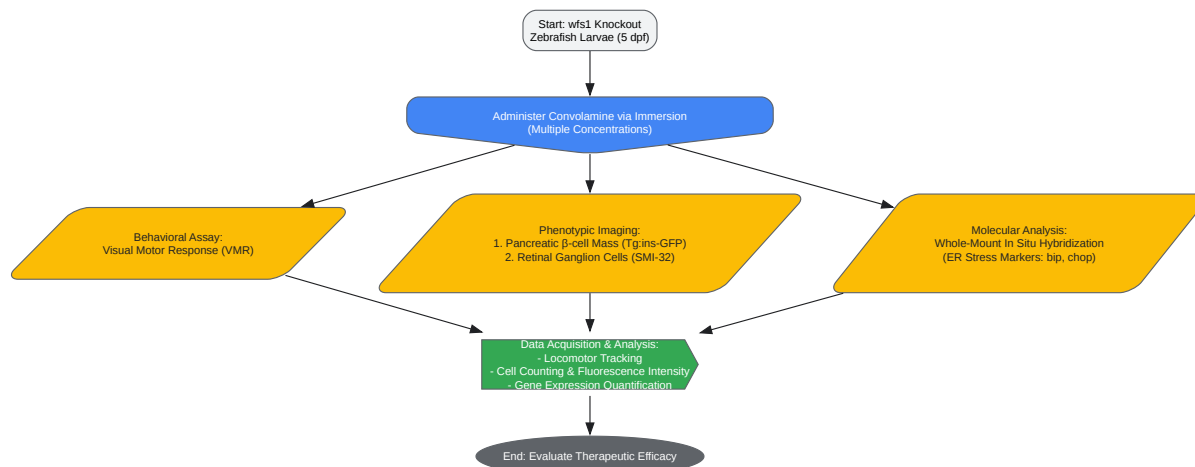 Start: wfs1 Knockout
Zebrafish Larvae (5 dpf)
Administer Convolamine via Immersion
(Multiple Concentrations)
Behavioral Assay:
Visual Motor Response (VMR)
Phenotypic Imaging:
1. Pancreatic β-cell Mass (Tg:ins-GFP)
2. Retinal Ganglion Cells (SMI-32)
Molecular Analysis:
Whole-Mount In Situ Hybridization
(ER Stress Markers: bip, chop)
Data Acquisition & Analysis:
- Locomotor Tracking
- Cell Counting & Fluorescence Intensity
- Gene Expression Quantification
End: Evaluate Therapeutic Efficacy